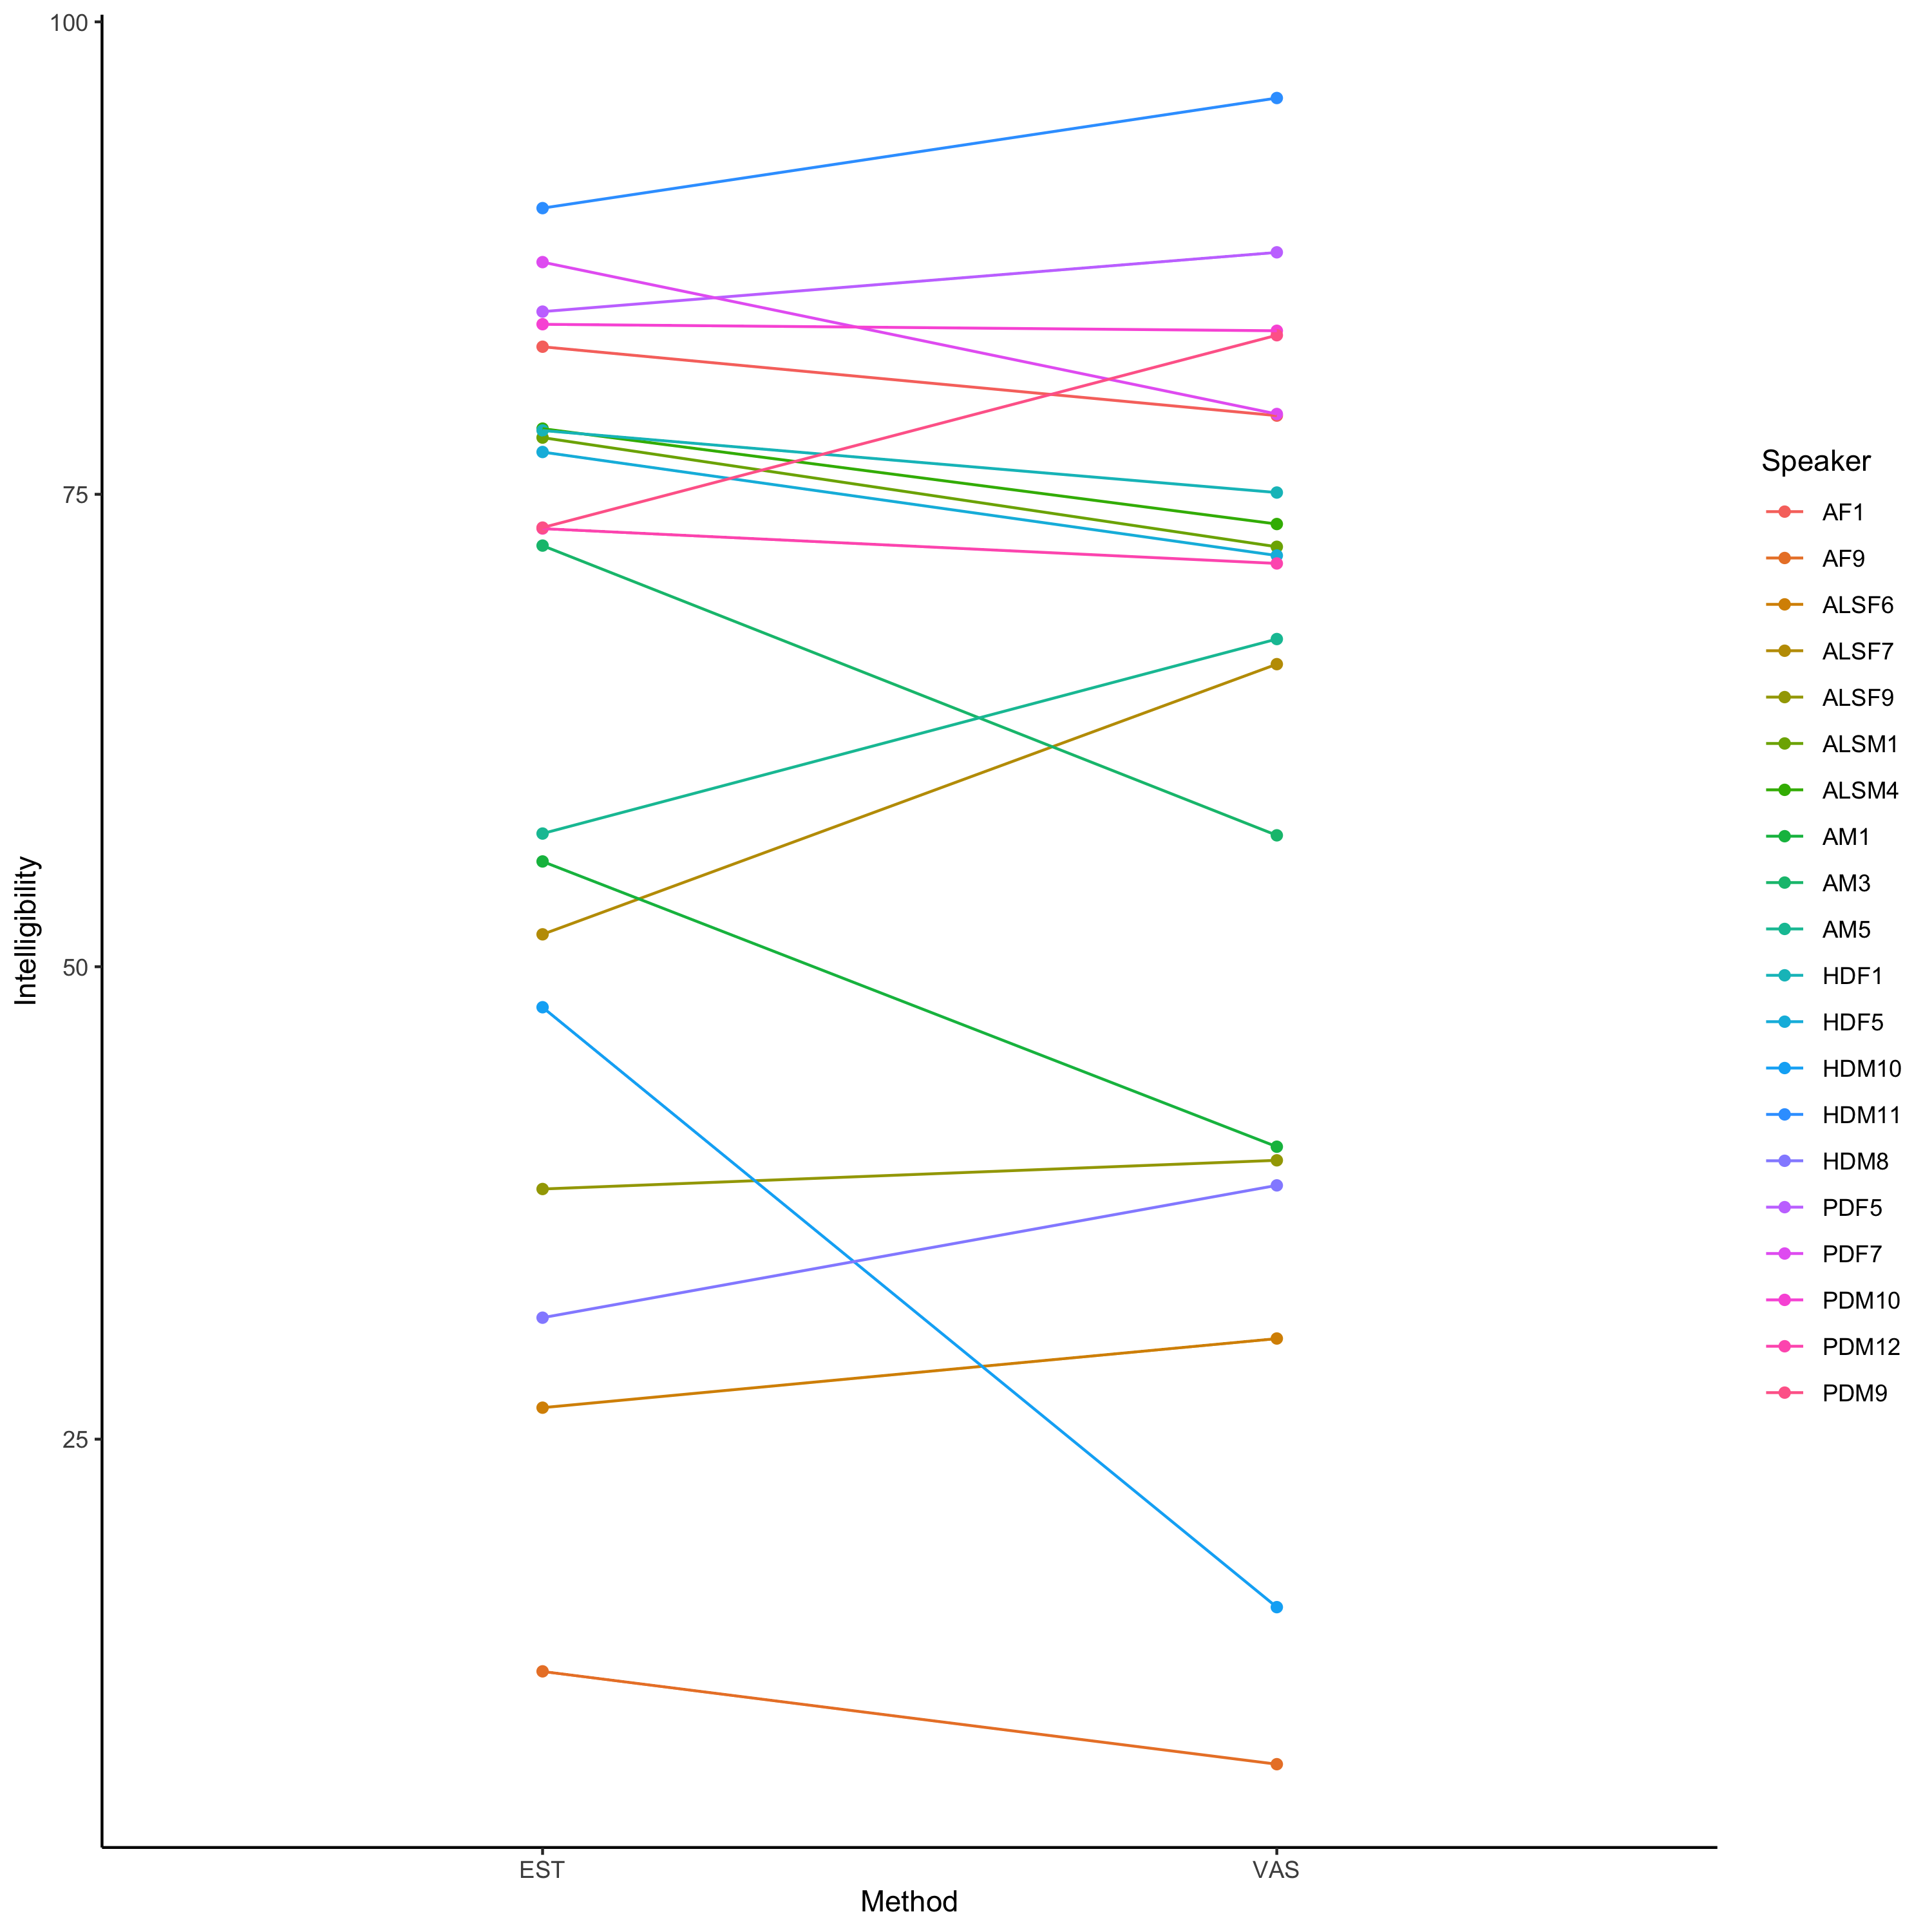 100
75
50
25
Intelligibility
EST
VAS
Method
Speaker
AF1
AF9
ALSF6
ALSF7
ALSF9
ALSM1
ALSM4
AM1
AM3
AM5
HDF1
HDF5
HDM10
HDM11
HDM8
PDF5
PDF7
PDM10
PDM12
PDM9